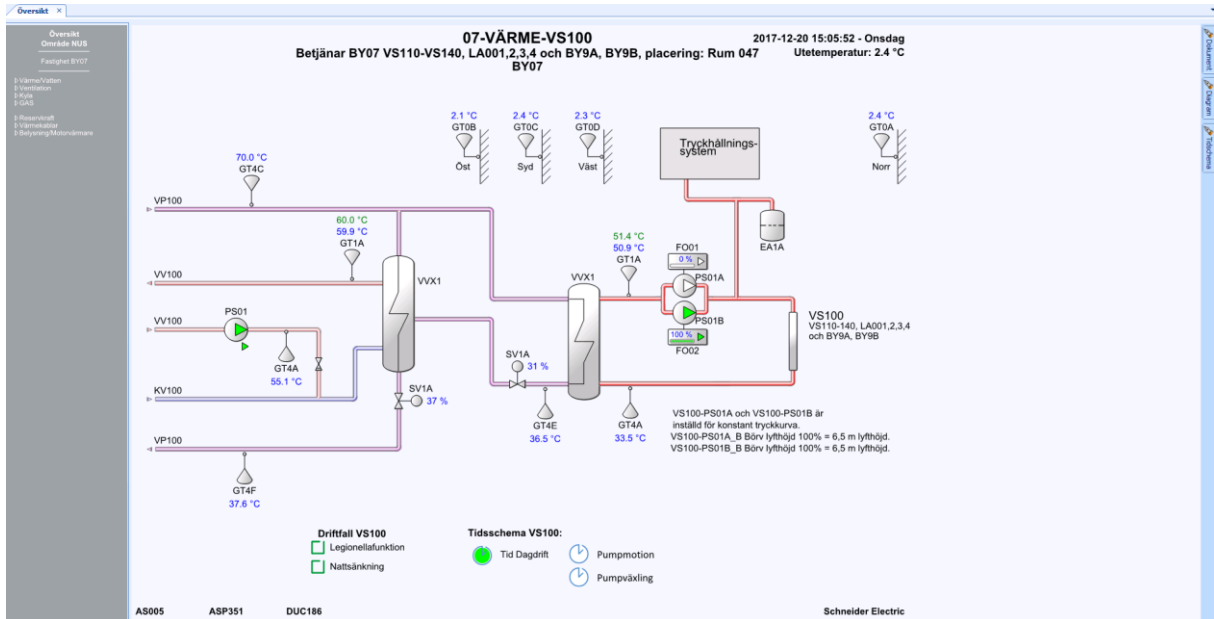 Översikt ×
Översikt
Område NUS
Fastighet BY07
Värme/Vatten
Ventilation
Kyla
GAS
Reservkraft
Värmekablar
Belysning/Motorvärmare
07-VÄRME-VS100
Betjänar BY07 VS110-VS140, LA001,2,3,4 och BY9A, BY9B, placering: Rum 047
BY07
2017-12-20 15:05:52 - Onsdag
Utetemperatur: 2.4 °C
Dokument
Diagram
Tidschema
2.1 °C
GT0B
Öst
2.4 °C
GT0C
Syd
2.3 °C
GT0D
Väst
Tryckhållnings-
system
2.4 °C
GT0A
Norr
70.0 °C
GT4C
VP100
60.0 °C
59.9 °C
GT1A
VV100
VVX1
VV100
PS01
GT4A
55.1 °C
KV100
SV1A
37 %
VP100
GT4F
37.6 °C
VVX1
SV1A
31 %
GT4E
36.5 °C
51.4 °C
50.9 °C
GT1A
FO01
0 %
PS01A
PS01B
100 %
FO02
EA1A
GT4A
33.5 °C
VS100
VS110-140, LA001,2,3,4
och BY9A, BY9B
VS100-PS01A och VS100-PS01B är
inställd för konstant tryckkurva.
VS100-PS01A_B Börv lyfthöjd 100% = 6,5 m lyfthöjd.
VS100-PS01B_B Börv lyfthöjd 100% = 6,5 m lyfthöjd.
Driftfall VS100
Legionellafunktion
Nattsänkning
Tidsschema VS100:
Tid Dagdrift
Pumpmotion
Pumpväxling
AS005 ASP351 DUC186 Schneider Electric